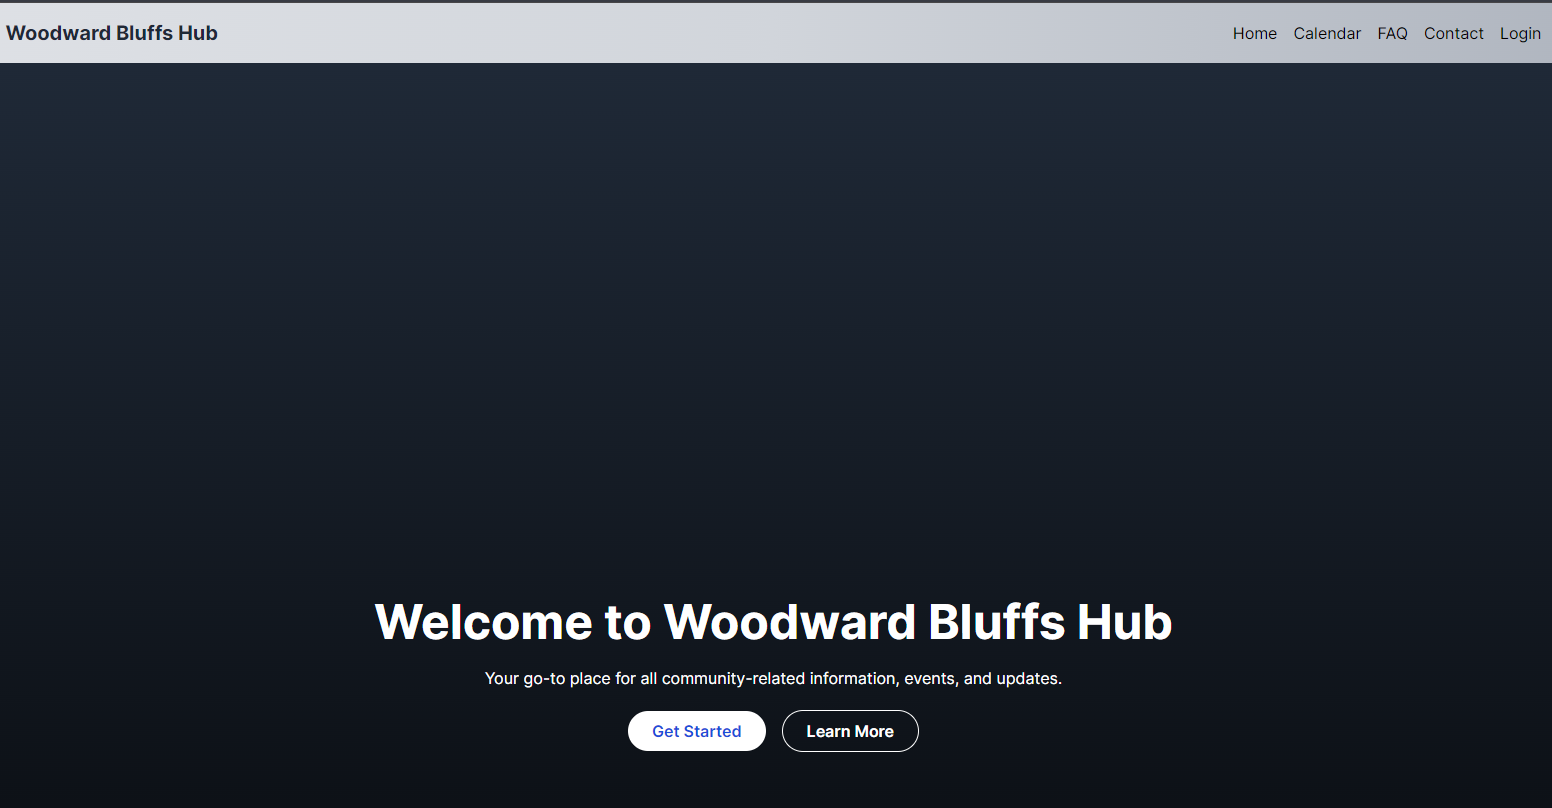 Woodward Bluffs Hub
Home Calendar FAQ Contact Login
Welcome to Woodward Bluffs Hub
Your go-to place for all community-related information, events, and updates.
Get Started Learn More